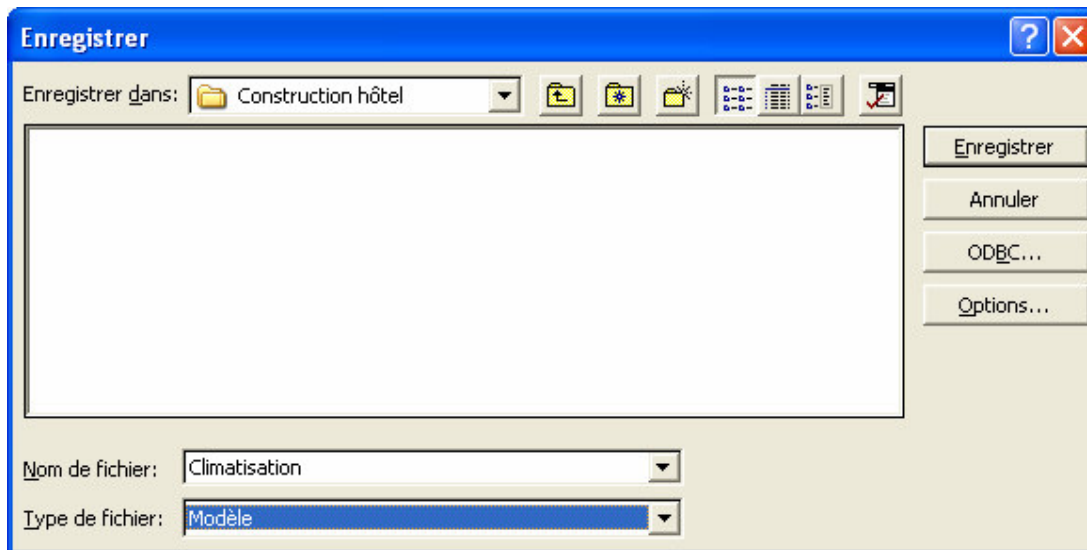 Enregistrer
Enregistrer dans: Construction hôtel
Enregistrer
Annuler
ODBC...
Options...
Nom de fichier: Climatisation
Type de fichier: Modèle